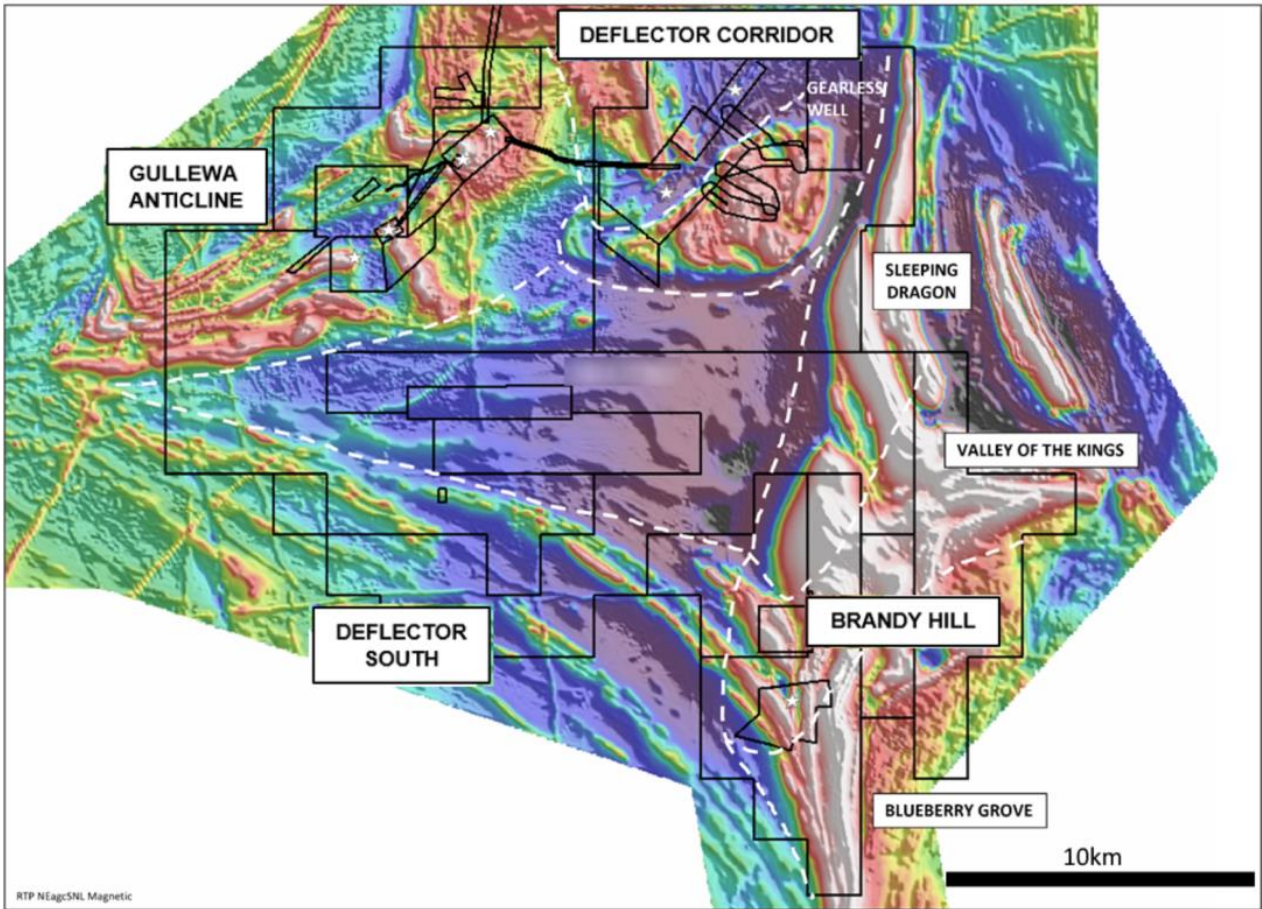 DEFLECTOR CORRIDOR
GEARLESS
WELL
GULLEWA
ANTICLINE
SLEEPING
DRAGON
VALLEY OF THE KINGS
BRANDY HILL
DEFLECTOR
SOUTH
BLUEBERRY GROVE
10km
RTP NEagcSNL Magnetic